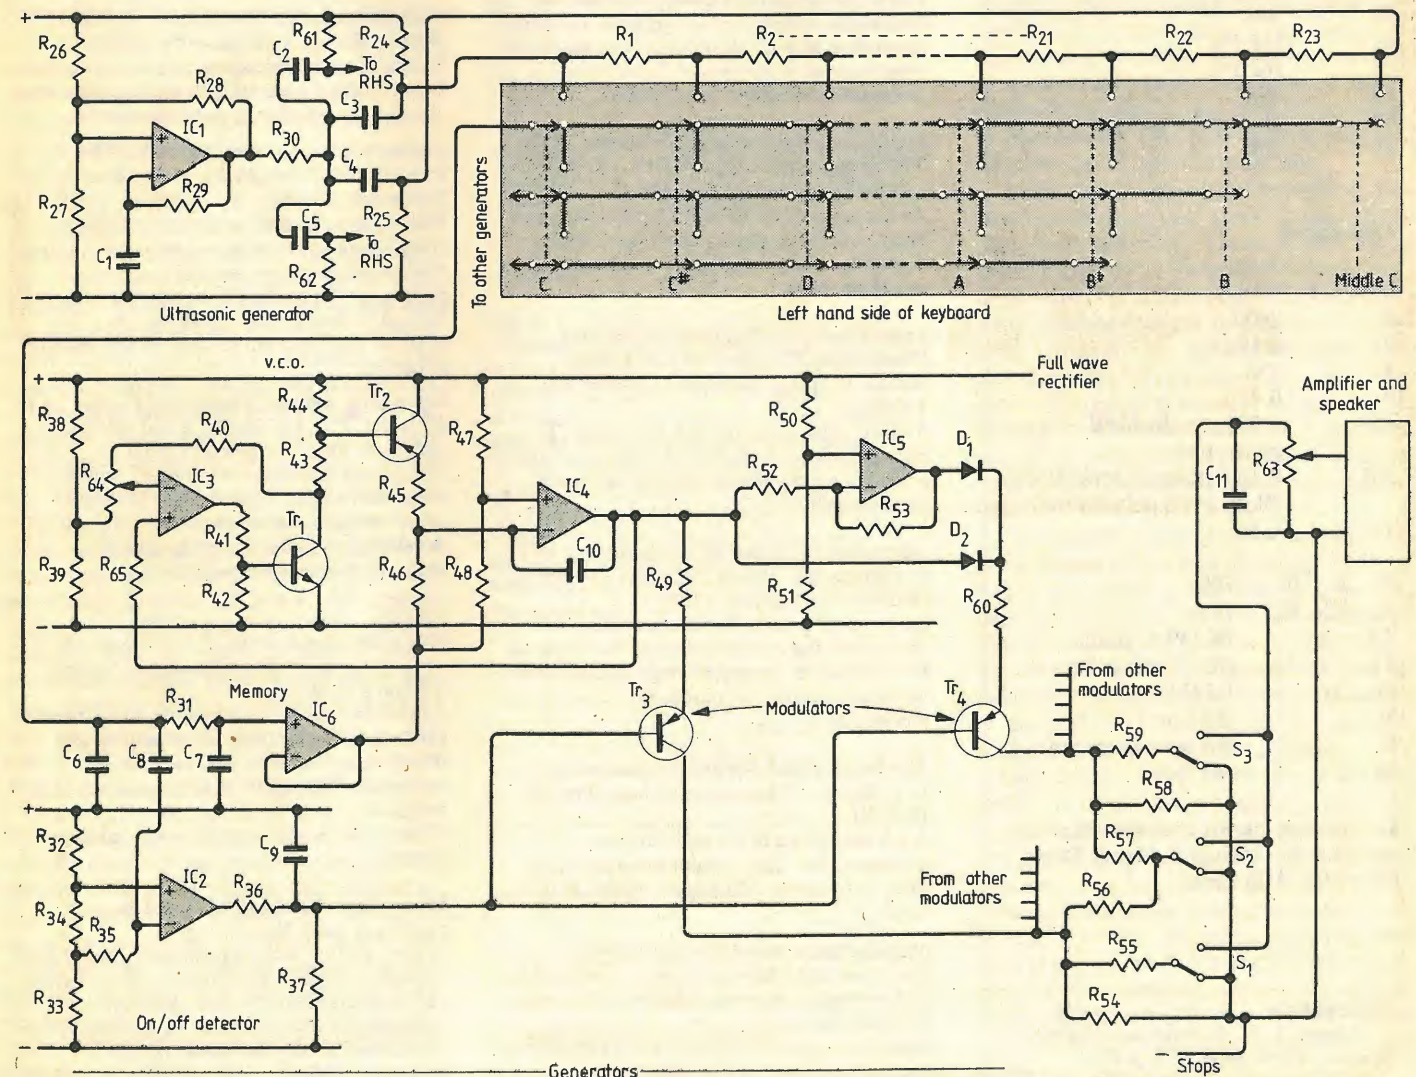 +
R26
R61
R24
C2
To
RHS
R28
C3
IC1
+
−
R30
C4
R29
R27
C5
To
RHS
R25
C1
R62
−
Ultrasonic generator
R1
R2
R21
R22
R23
To other generators
C
C#
D
A
B♭
B
Middle C
Left hand side of keyboard
v.c.o.
+
Full wave
rectifier
R38
R40
R44
Tr2
R43
R47
R64
IC3
−
+
R45
IC4
+
−
R41
Tr1
C10
R39
R65
R42
R46
R48
R49
−
R50
IC5
+
−
D1
R52
R53
D2
R51
R60
Amplifier and
speaker
C11
R63
Memory
R31
IC6
+
−
C6
C8
C7
Tr3
Modulators
Tr4
From other
modulators
+
R32
C9
IC2
+
−
R36
R34
R35
R33
R37
On/off detector
−
From other
modulators
R59
S3
R58
R57
S2
R56
R55
S1
R54
−
Stops
Generators